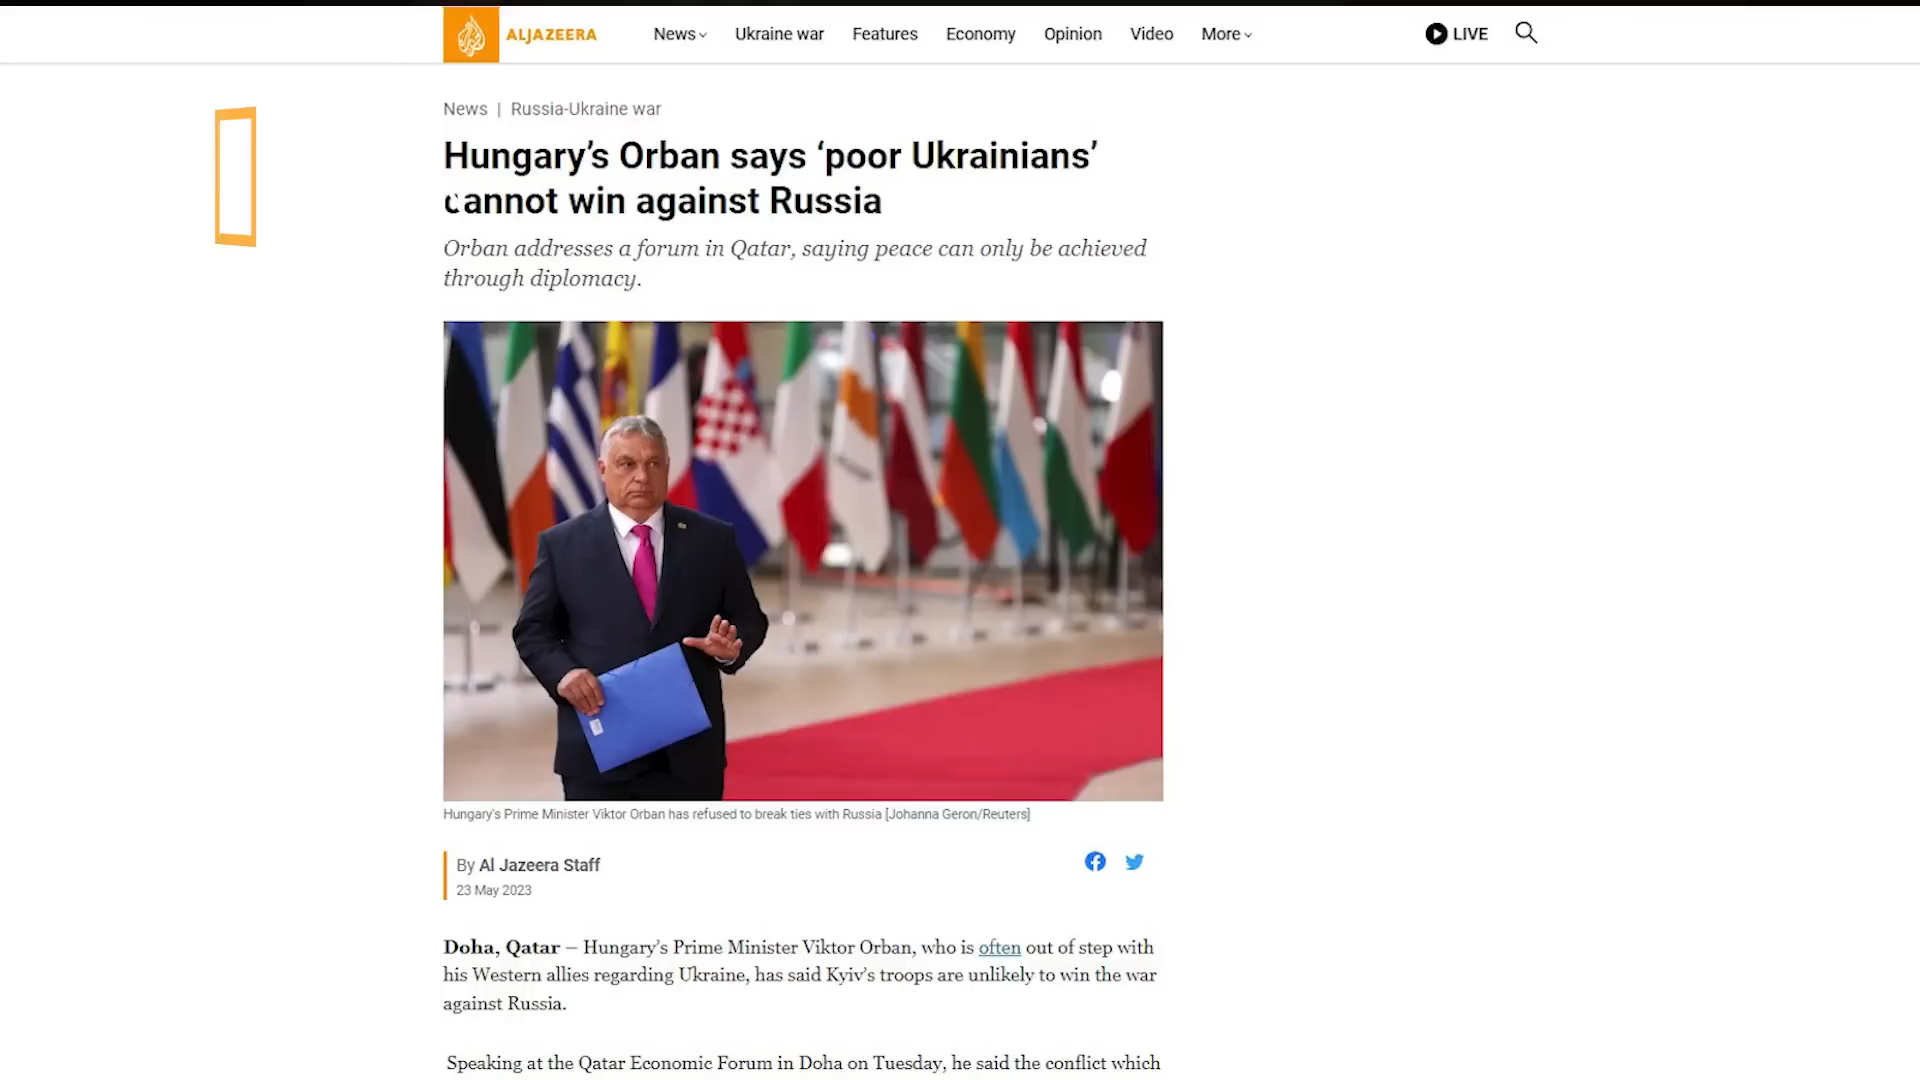 ALJAZEERA
News
Ukraine war
Features
Economy
Opinion
Video
More
LIVE
News | Russia-Ukraine war
Hungary’s Orban says ‘poor Ukrainians’
cannot win against Russia
Orban addresses a forum in Qatar, saying peace can only be achieved
through diplomacy.
Hungary's Prime Minister Viktor Orban has refused to break ties with Russia [Johanna Geron/Reuters]
By Al Jazeera Staff
23 May 2023
Doha, Qatar – Hungary’s Prime Minister Viktor Orban, who is often out of step with
his Western allies regarding Ukraine, has said Kyiv’s troops are unlikely to win the war
against Russia.
Speaking at the Qatar Economic Forum in Doha on Tuesday, he said the conflict which